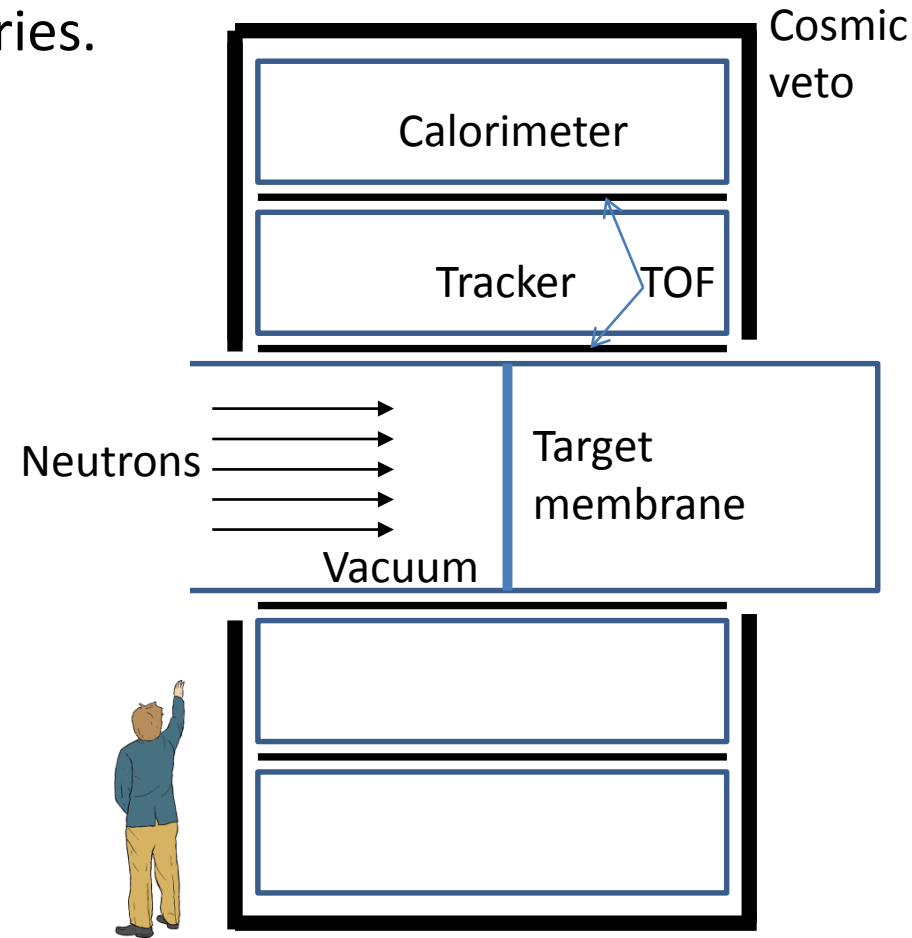 ries.
Cosmic
veto
Calorimeter
Tracker
TOF
Neutrons
Target
membrane
Vacuum